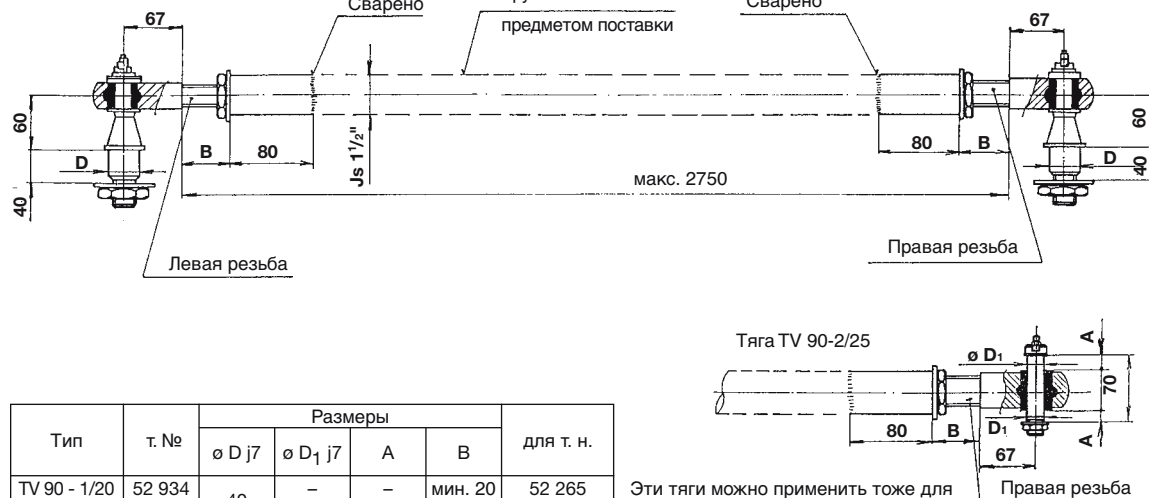 Сварено
предметом поставки
Сварено
67
67
60
40
D
B
80
Js 1 1/2"
80
B
D
60
40
макс. 2750
Левая резьба
Правая резьба
Тяга TV 90-2/25
ø D1
A
70
D1
A
80
B
67
Правая резьба
Эти тяги можно применить тоже для
Тип
т. №
Размеры
для т. н.
ø D j7
ø D1 j7
A
B
TV 90 - 1/20
52 934
–
–
мин. 20
52 265